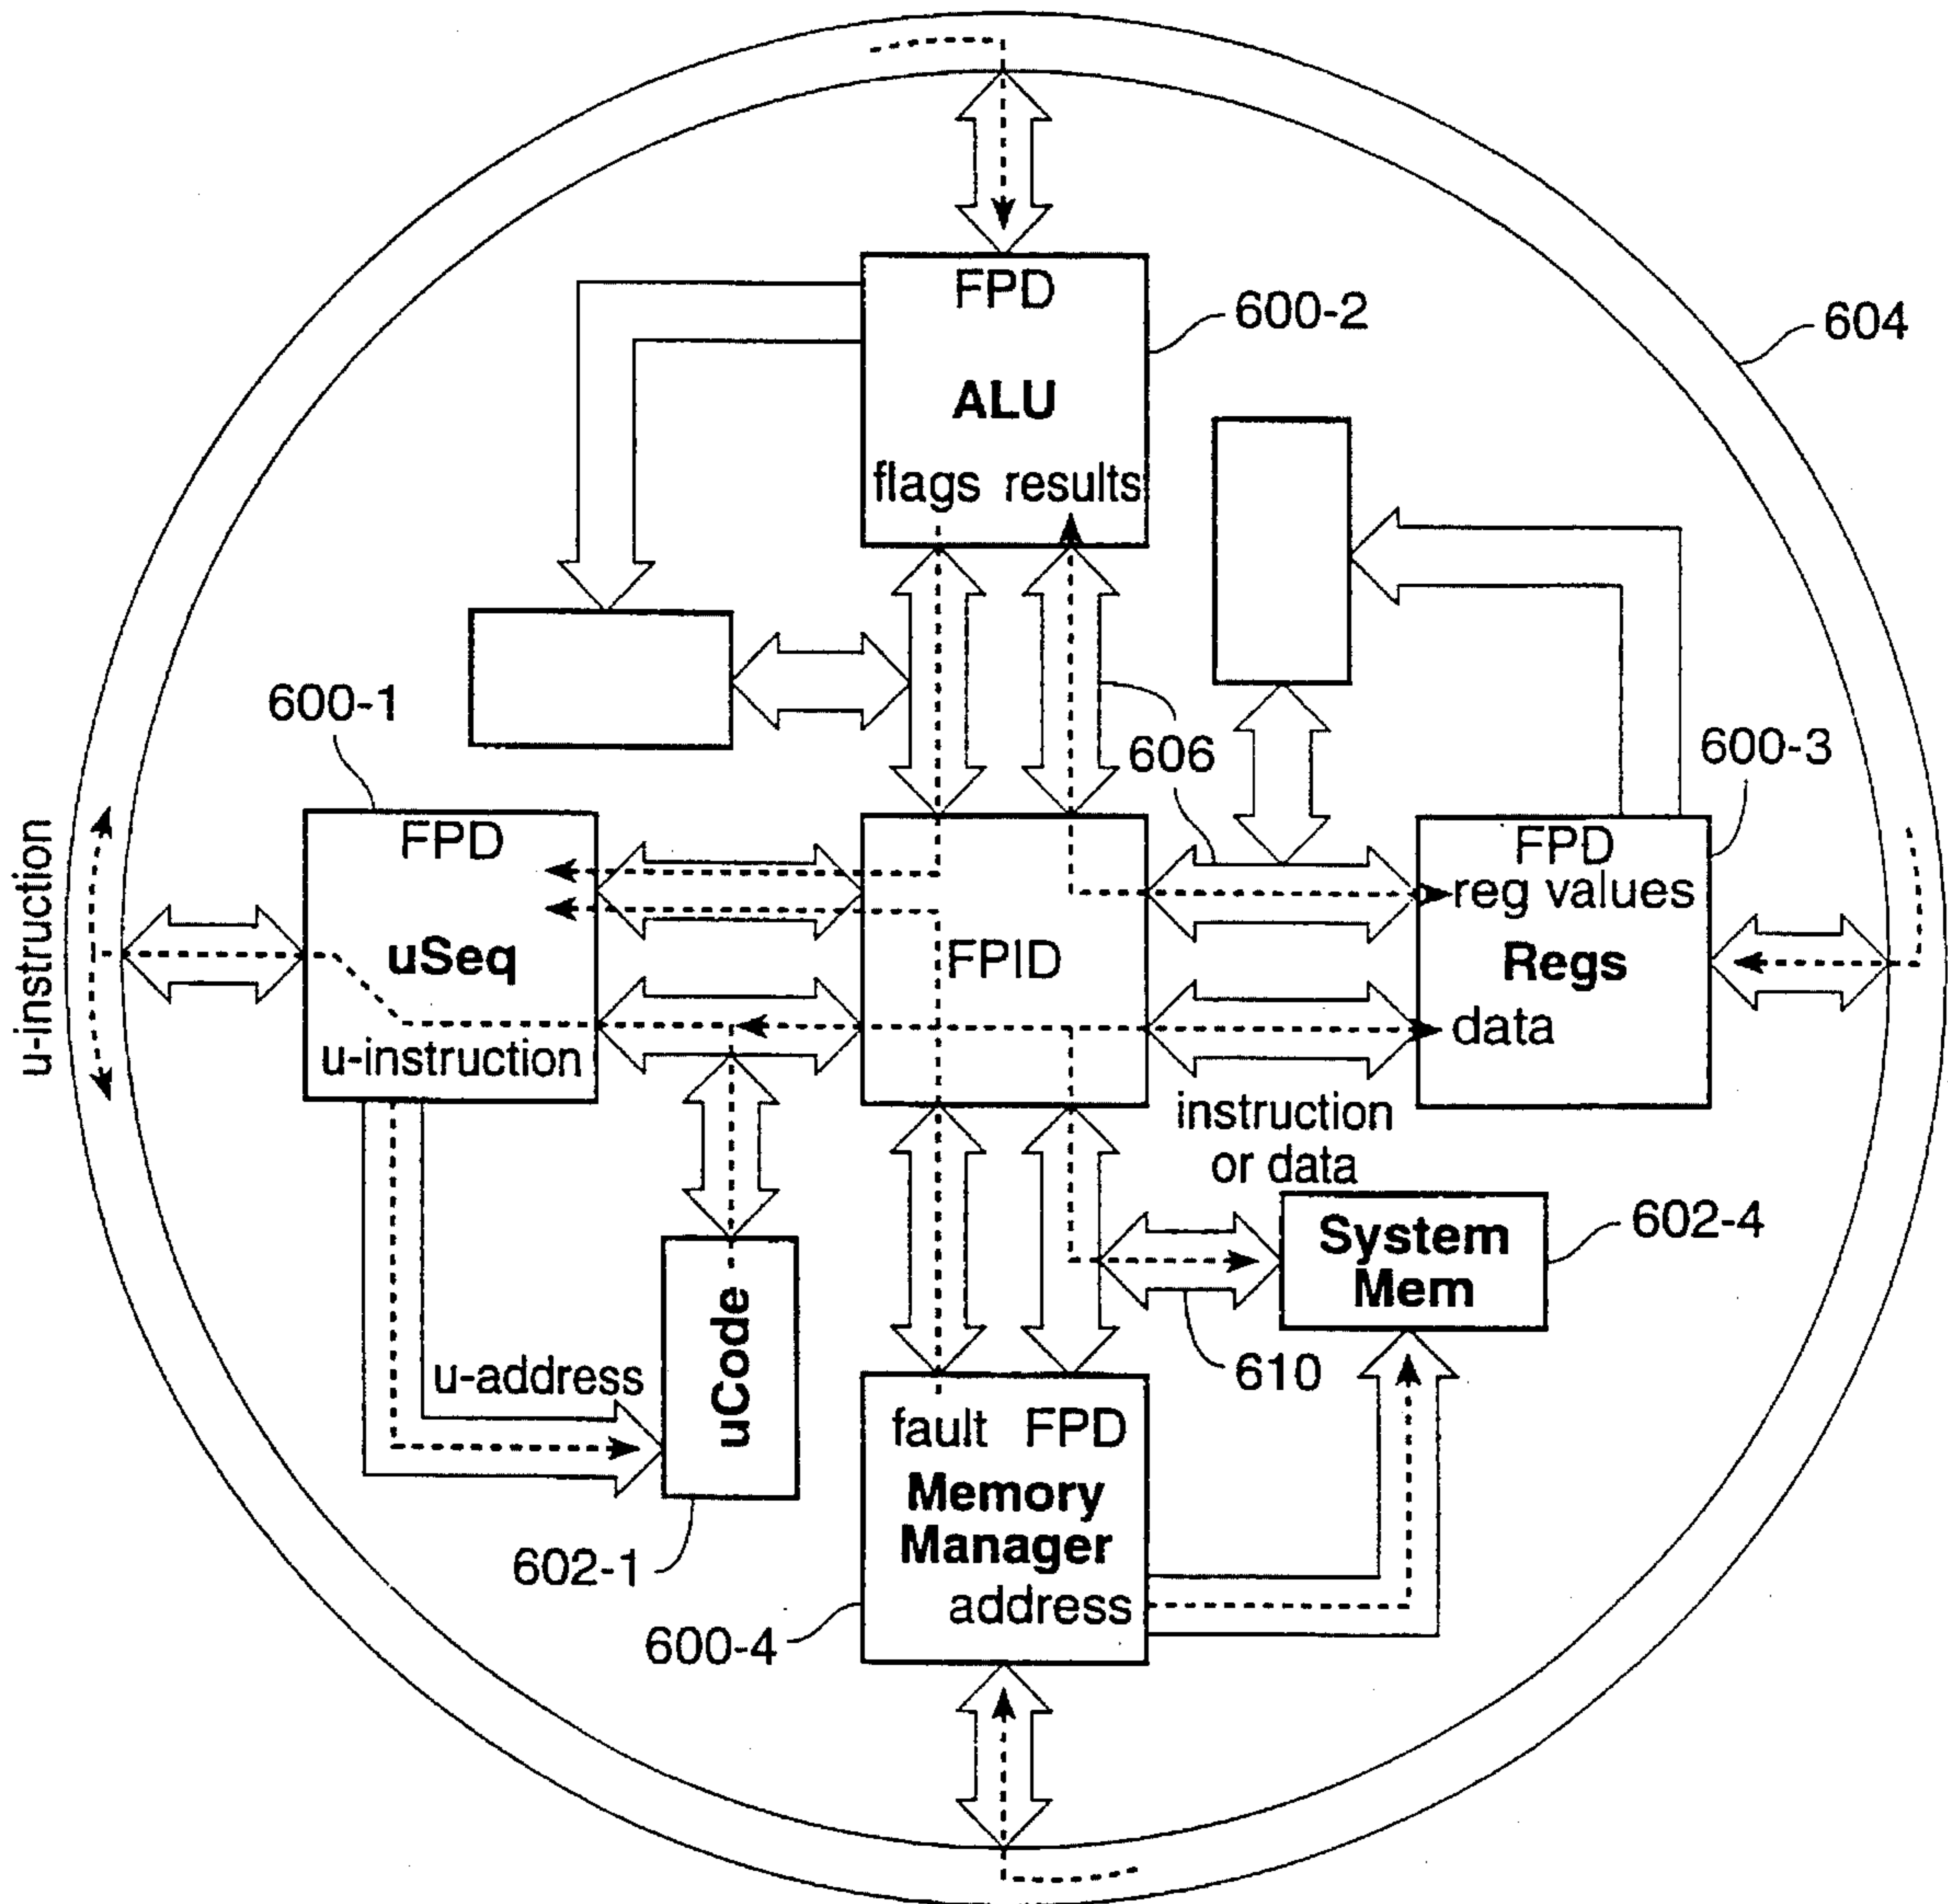 FPD
ALU
flags results
600-2
604
600-1
606
600-3
FPD
uSeq
u-instruction
u-instruction
FPID
FPD
reg values
Regs
data
instruction
or data
System
Mem
602-4
610
uCode
u-address
602-1
fault FPD
Memory
Manager
address
600-4